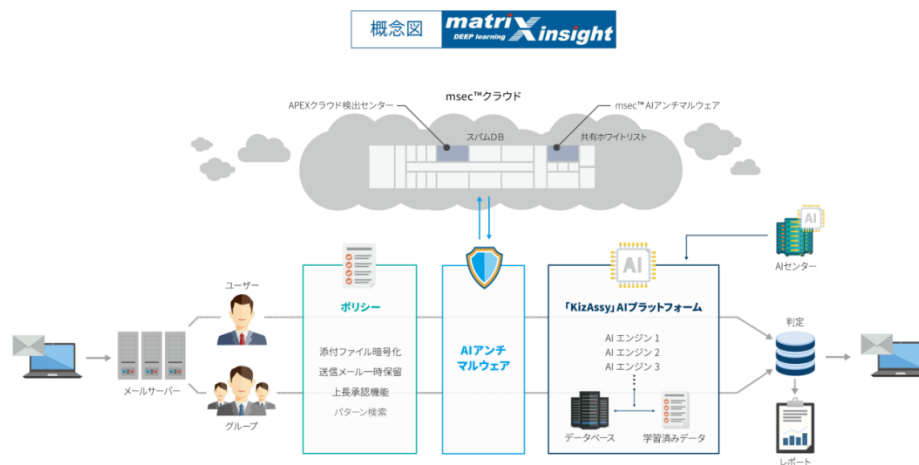 概念図
matriX insight
DEEP learning
msec™クラウド
APEXクラウド検出センター
msec™ AIアンチマルウェア
スパムDB
共有ホワイトリスト
AI
AIセンター
ユーザー
ポリシー
AI
「KizAssy」AIプラットフォーム
添付ファイル暗号化
送信メール一時保留
上長承認機能
パターン検索
AIアンチ
マルウェア
AI エンジン 1
AI エンジン 2
AI エンジン 3
判定
メールサーバー
グループ
データベース
学習済みデータ
レポート